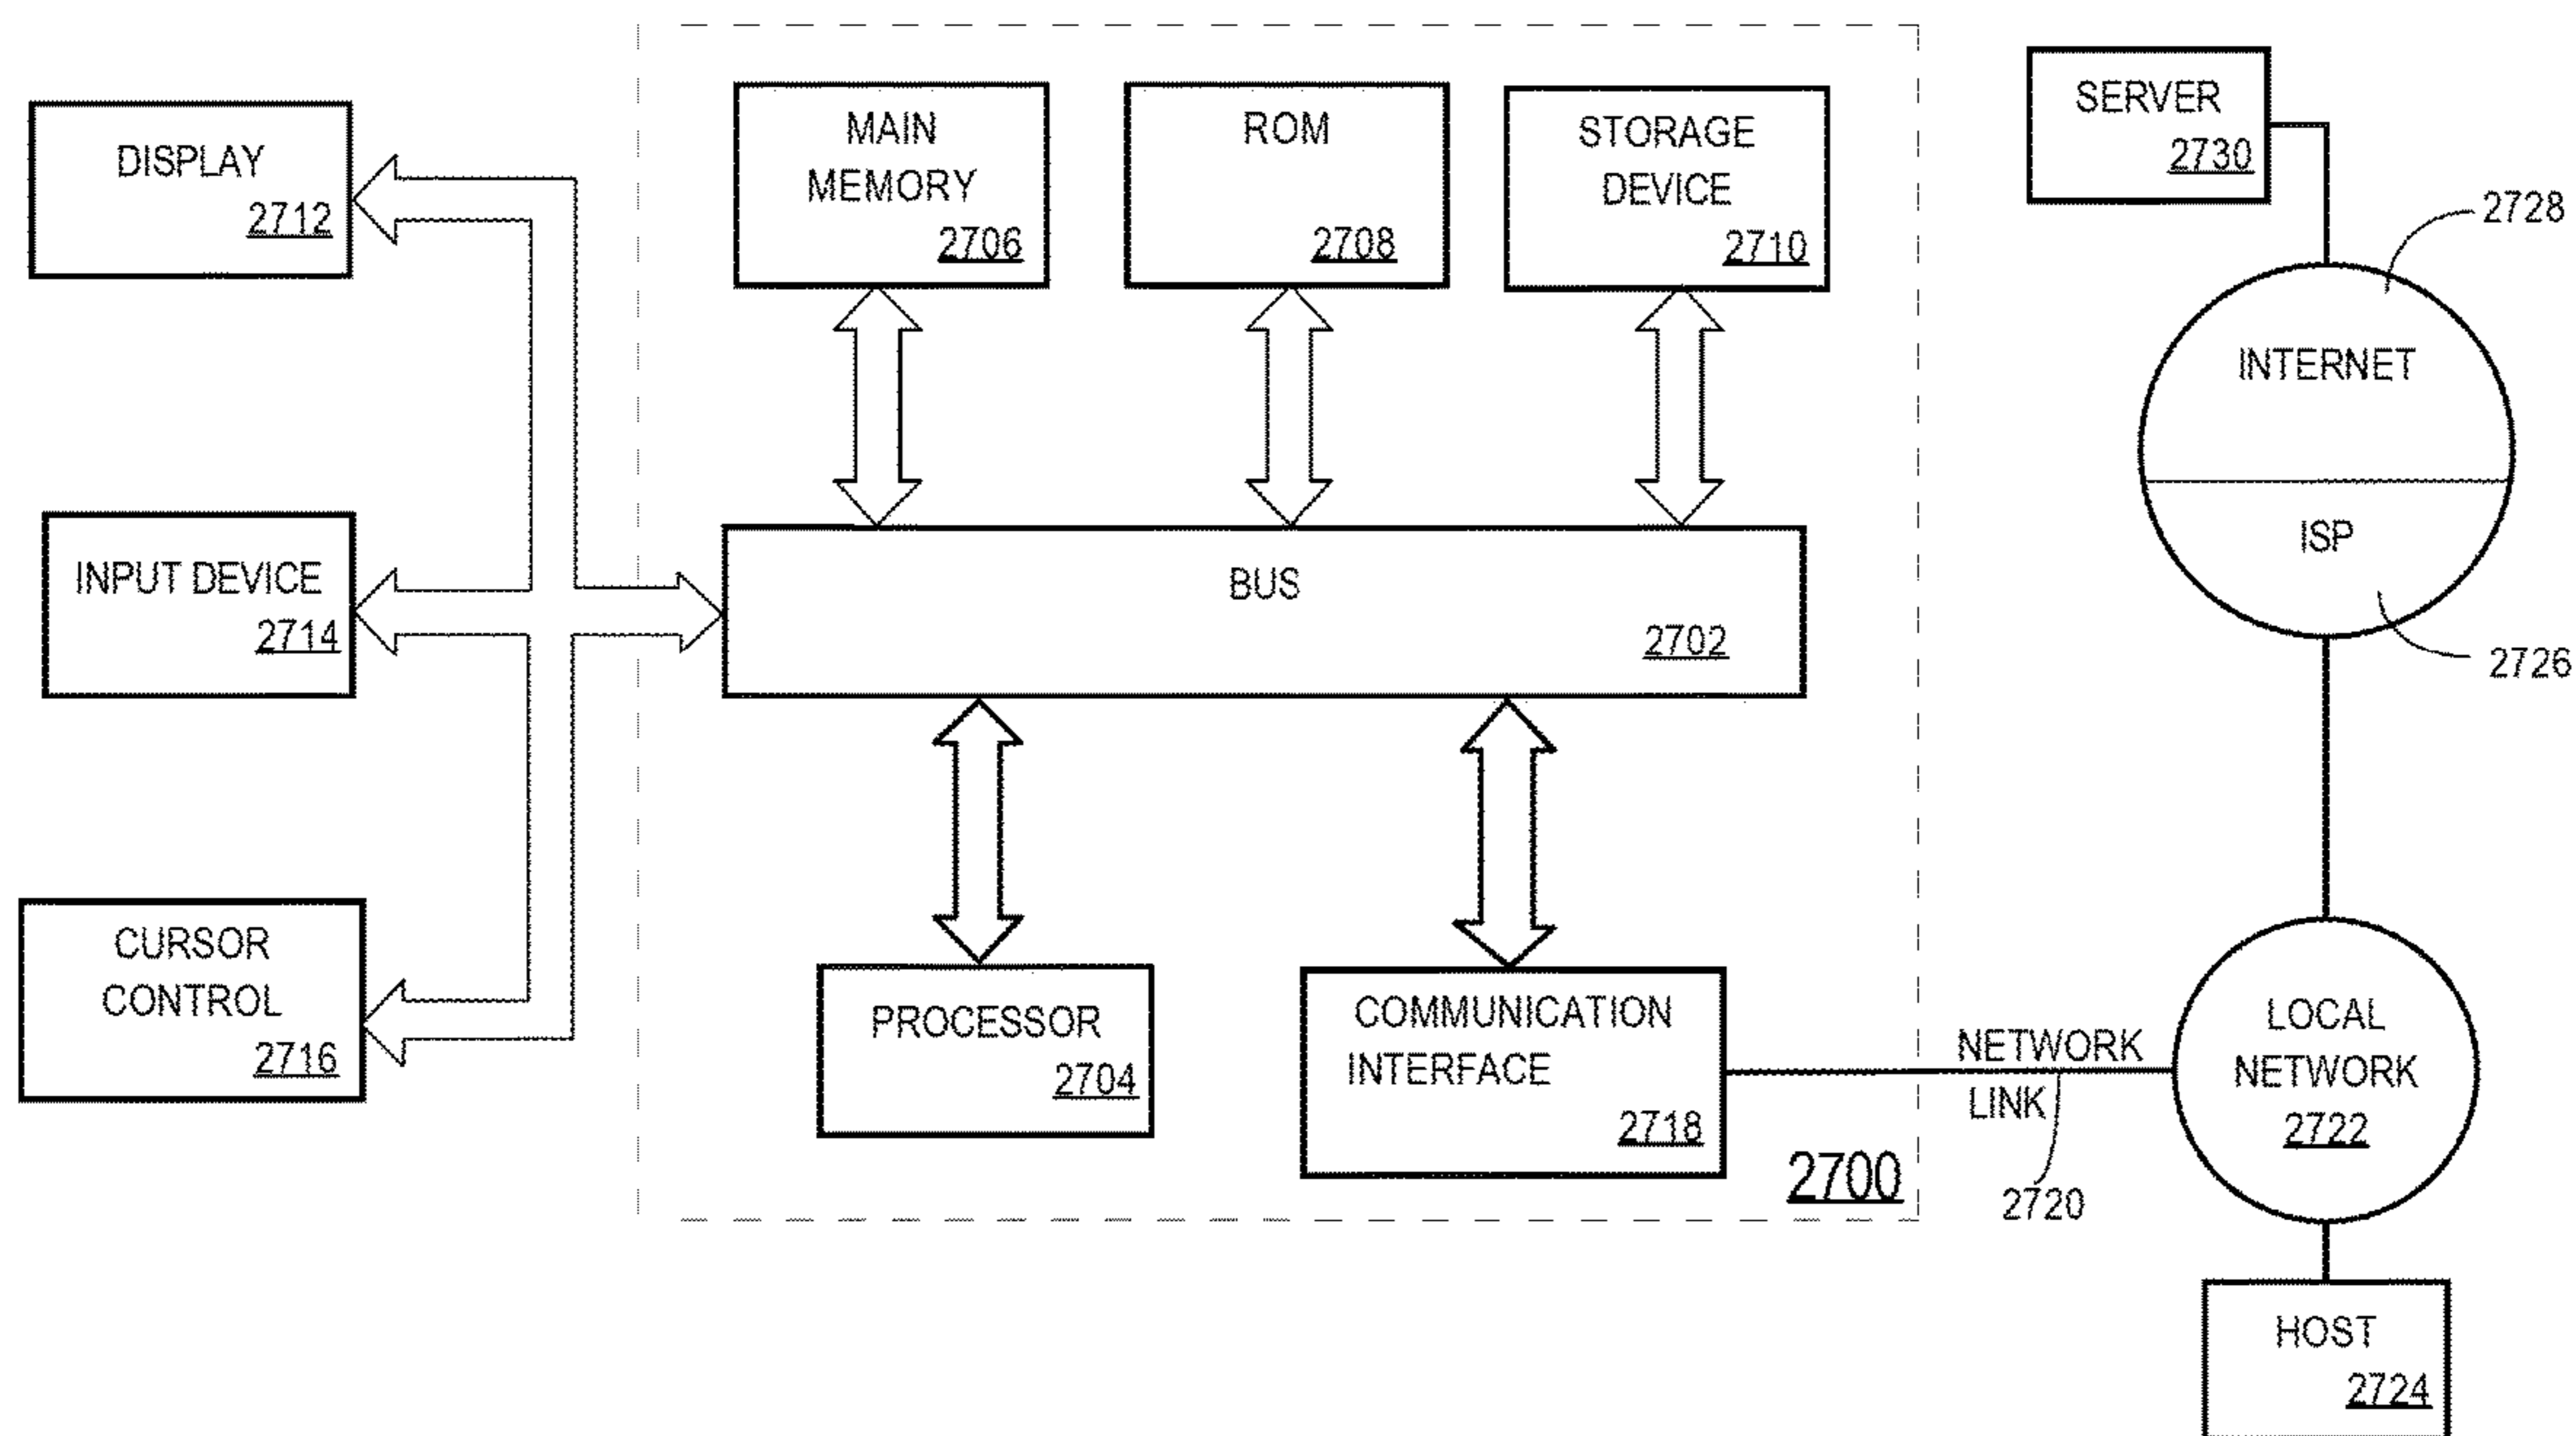 DISPLAY
2712
INPUT DEVICE
2714
CURSOR
CONTROL
2716
MAIN
MEMORY
2706
ROM
2708
STORAGE
DEVICE
2710
BUS
2702
PROCESSOR
2704
COMMUNICATION
INTERFACE
2718
2700
SERVER
2730
2728
INTERNET
ISP
2726
NETWORK
LINK
2720
LOCAL
NETWORK
2722
HOST
2724